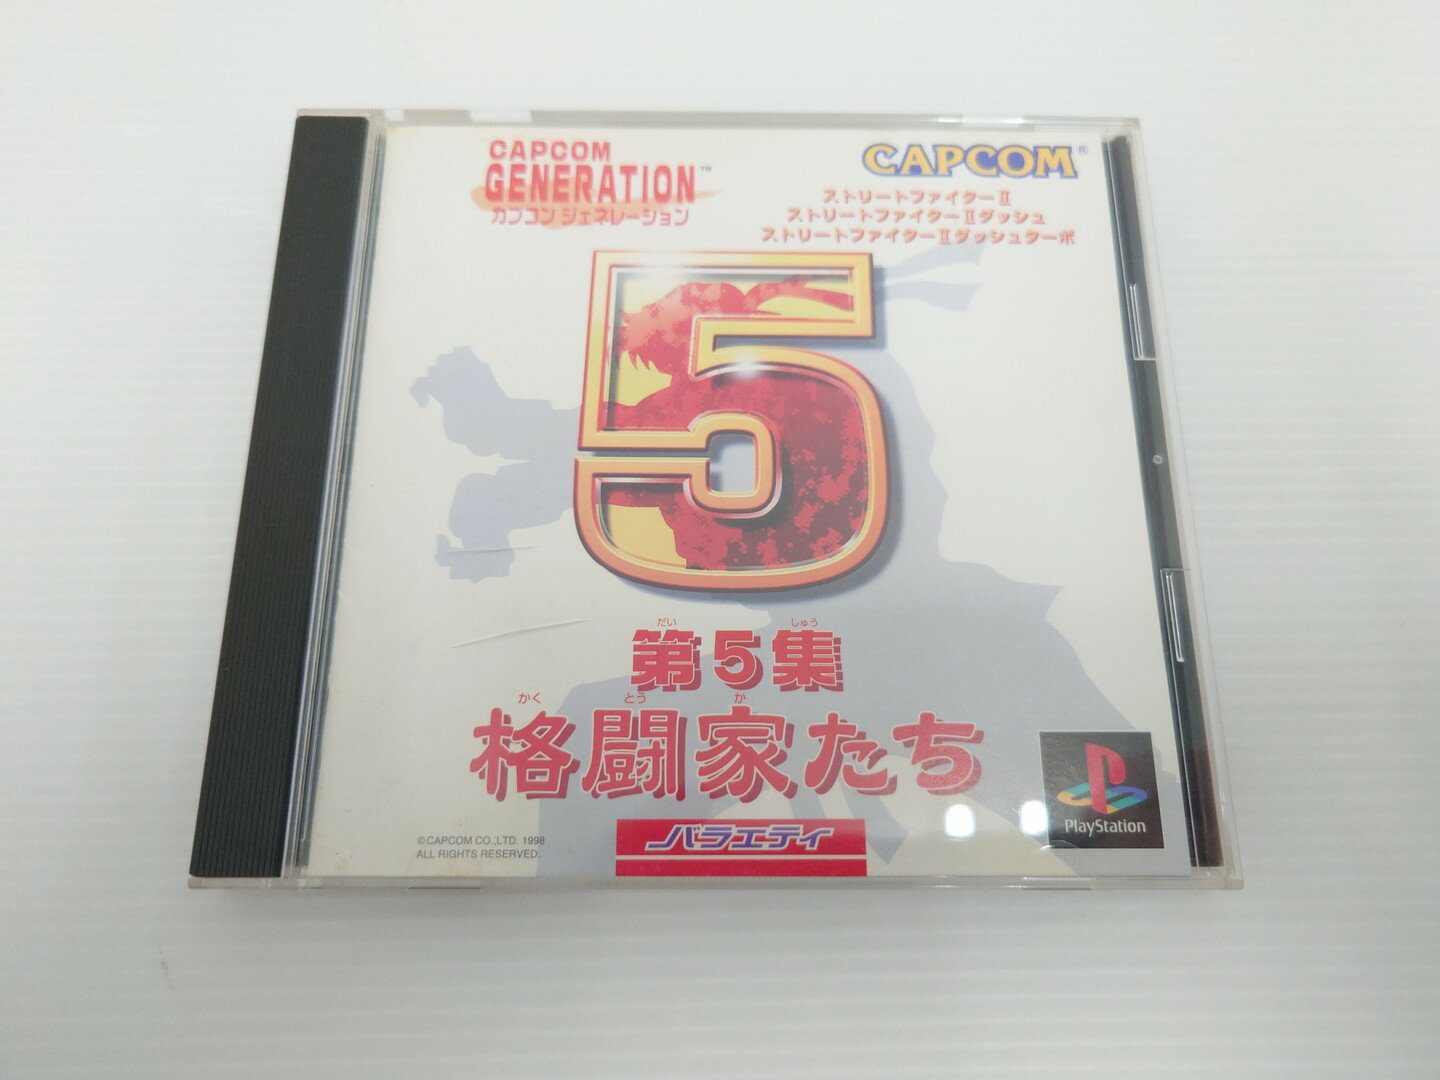 CAPCOM
GENERATION™
カプコン ジェネレーション
CAPCOM®
ストリートファイターII
ストリートファイターIIダッシュ
ストリートファイターIIダッシュターボ
5
だい しゅう
第5集
かく とう か
格闘家たち
バラエティ
©CAPCOM CO.,LTD. 1998
ALL RIGHTS RESERVED.
PlayStation